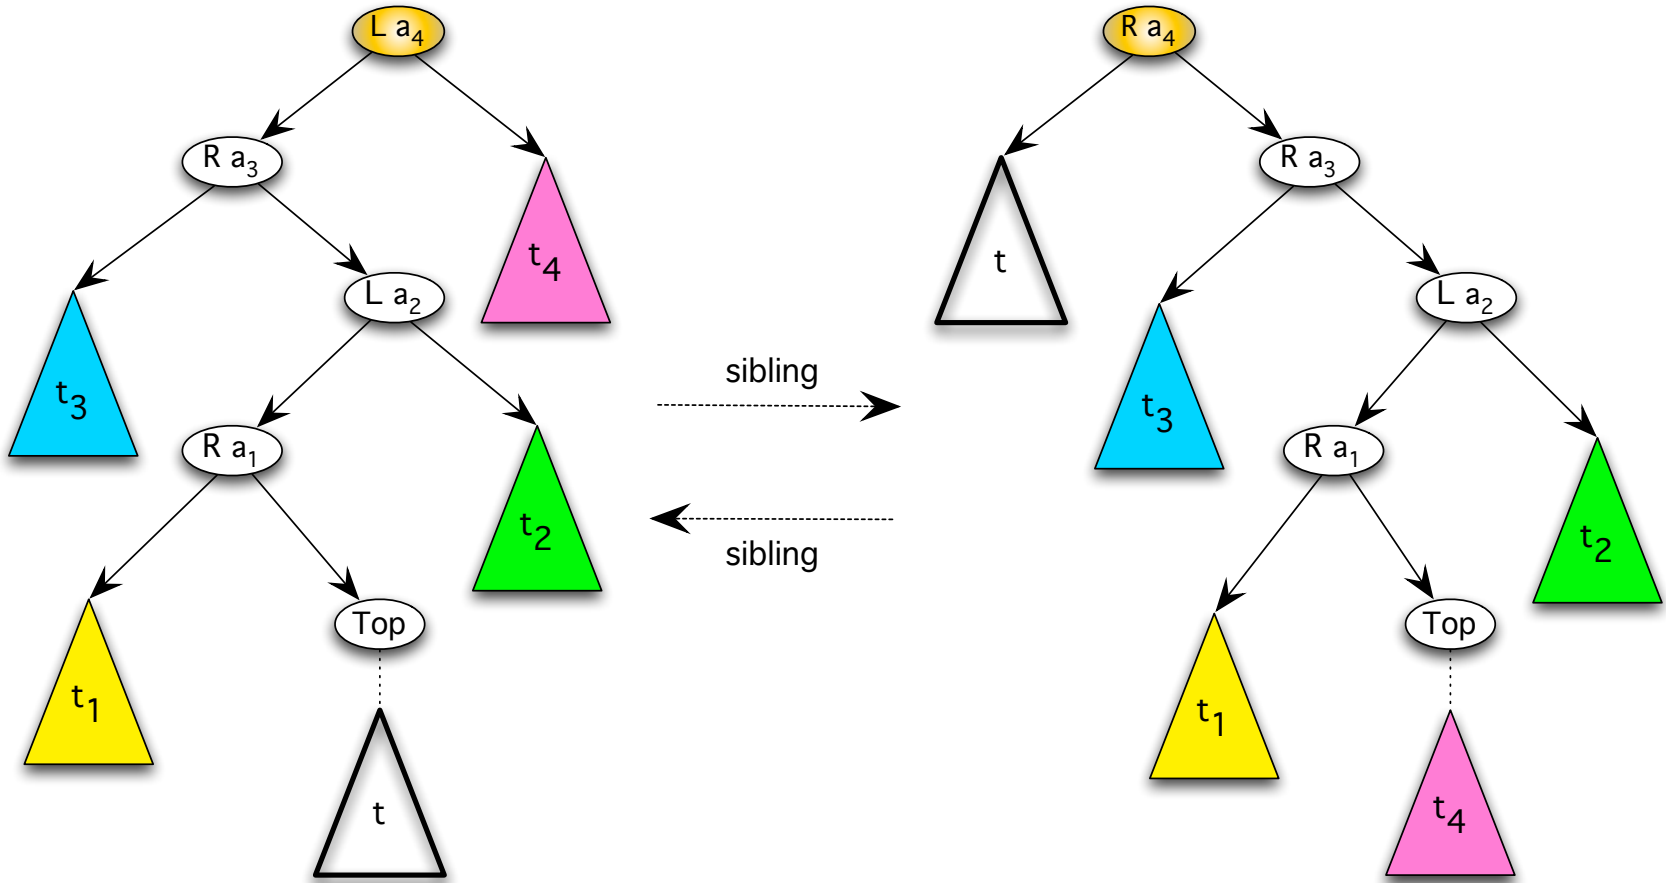 L a₄
R a₃
t₄
L a₂
t₃
R a₁
t₂
Top
t₁
t
sibling
sibling
R a₄
R a₃
t
L a₂
t₃
R a₁
t₂
Top
t₁
t₄